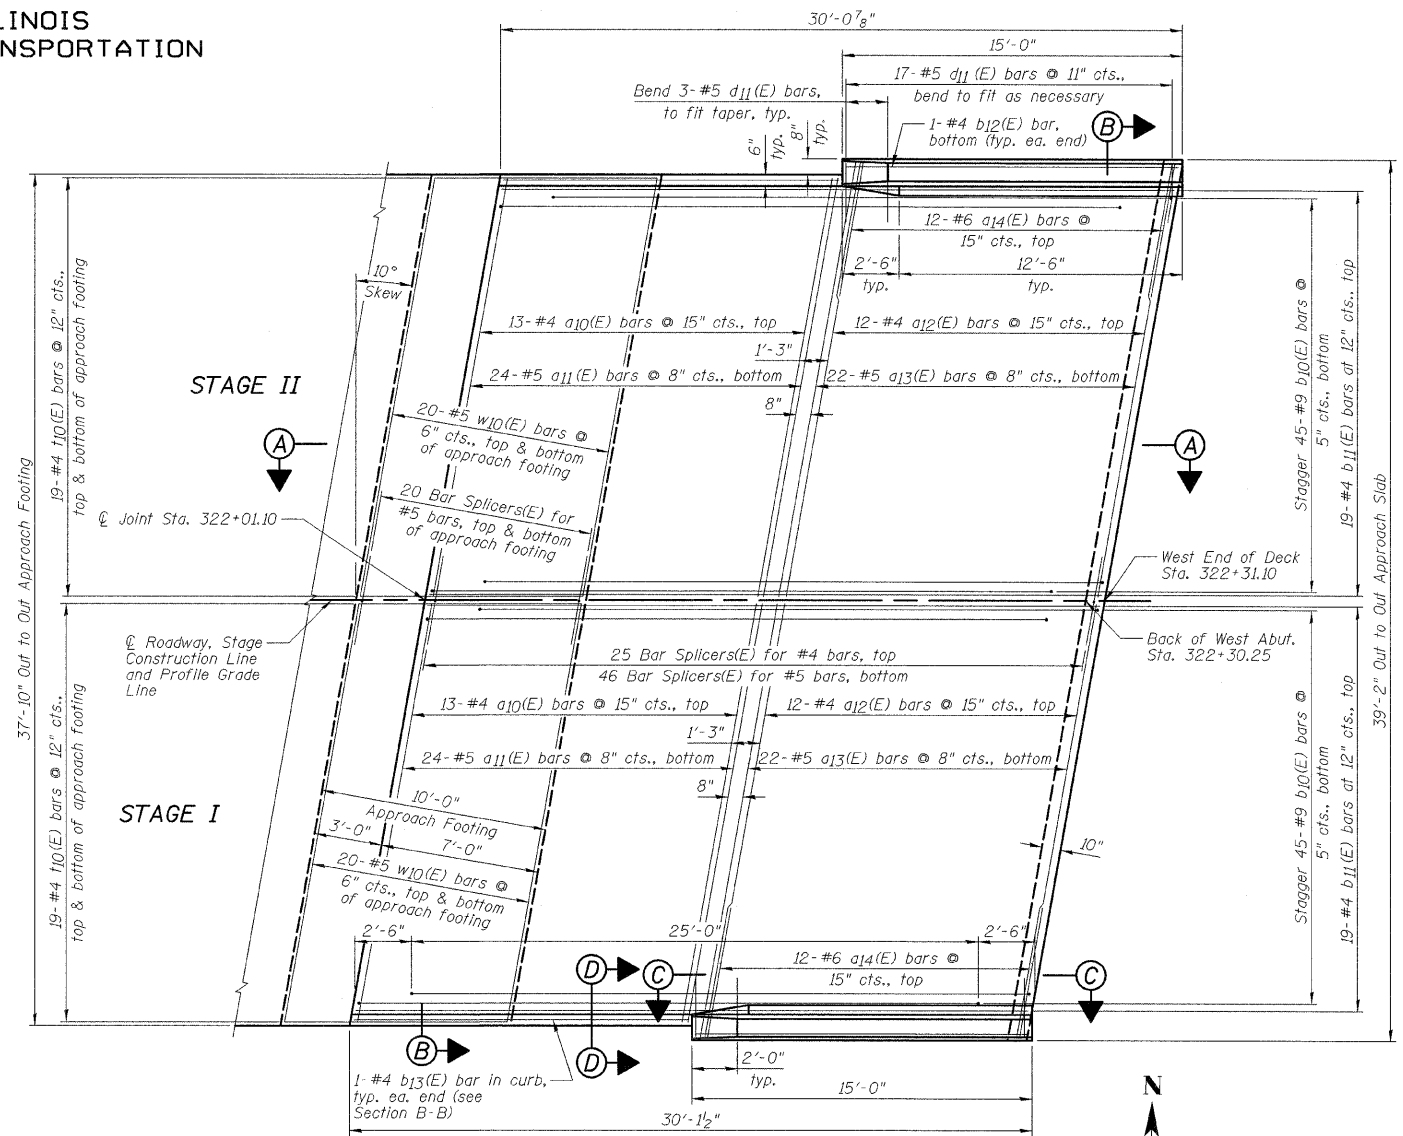 LINOIS
NSPORTATION
30'-0 7/8"
15'-0"
17-#5 d11(E) bars @ 11" cts.,
bend to fit as necessary
Bend 3-#5 d11(E) bars,
to fit taper, typ.
1-#4 b12(E) bar,
bottom (typ. ea. end)
B
6"
typ.
8"
typ.
12-#6 a14(E) bars @
15" cts., top
2'-6"
typ.
12'-6"
typ.
10°
Skew
13-#4 a10(E) bars @ 15" cts., top
12-#4 a12(E) bars @ 15" cts., top
1'-3"
24-#5 a11(E) bars @ 8" cts., bottom
22-#5 a13(E) bars @ 8" cts., bottom
8"
STAGE II
20-#5 w10(E) bars @
6" cts., top & bottom
of approach footing
A
A
20 Bar Splicers(E) for
#5 bars, top & bottom
of approach footing
℄ Joint Sta. 322+01.10
West End of Deck
Sta. 322+31.10
Back of West Abut.
Sta. 322+30.25
℄ Roadway, Stage
Construction Line
and Profile Grade
Line
25 Bar Splicers(E) for #4 bars, top
46 Bar Splicers(E) for #5 bars, bottom
13-#4 a10(E) bars @ 15" cts., top
12-#4 a12(E) bars @ 15" cts., top
1'-3"
24-#5 a11(E) bars @ 8" cts., bottom
22-#5 a13(E) bars @ 8" cts., bottom
8"
STAGE I
10'-0"
Approach Footing
3'-0"
7'-0"
10"
20-#5 w10(E) bars @
6" cts., top & bottom
of approach footing
2'-6"
25'-0"
2'-6"
12-#6 a14(E) bars @
15" cts., top
D
C
C
B
D
2'-0"
typ.
1-#4 b13(E) bar in curb,
typ. ea. end (see
Section B-B)
15'-0"
30'-1½"
N
37'-10" Out to Out Approach Footing
19-#4 t10(E) bars @ 12" cts.,
top & bottom of approach footing
19-#4 t10(E) bars @ 12" cts.,
top & bottom of approach footing
Stagger 45-#9 b10(E) bars @
5" cts., bottom
19-#4 b11(E) bars at 12" cts., top
Stagger 45-#9 b10(E) bars @
5" cts., bottom
19-#4 b11(E) bars at 12" cts., top
39'-2" Out to Out Approach Slab